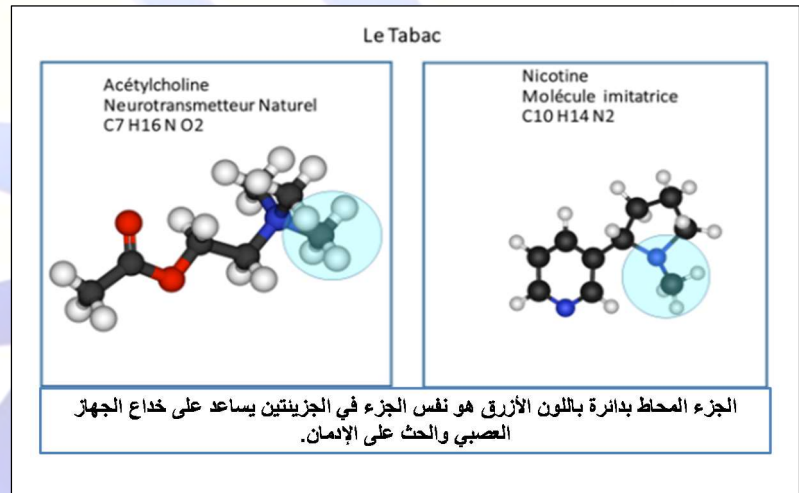 Le Tabac
Acétylcholine
Neurotransmetteur Naturel
C7 H16 N O2
Nicotine
Molécule imitatrice
C10 H14 N2
الجزء المحاط بدائرة باللون الأزرق هو نفس الجزء في الجزيئتين يساعد على خداع الجهاز
العصبي والحث على الإدمان.